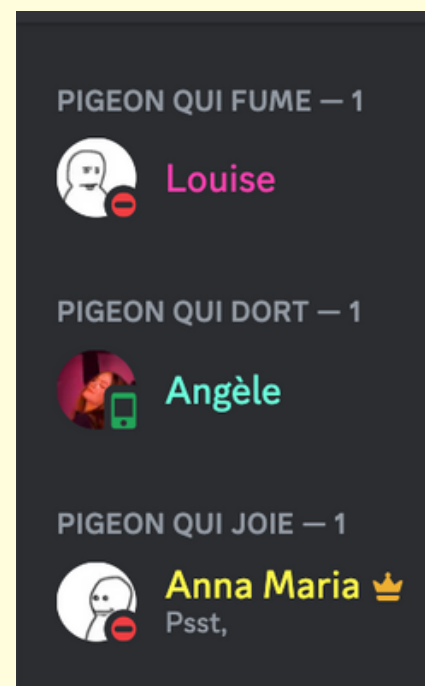 PIGEON QUI FUME — 1
Louise
PIGEON QUI DORT — 1
Angèle
PIGEON QUI JOIE — 1
Anna Maria
Psst,